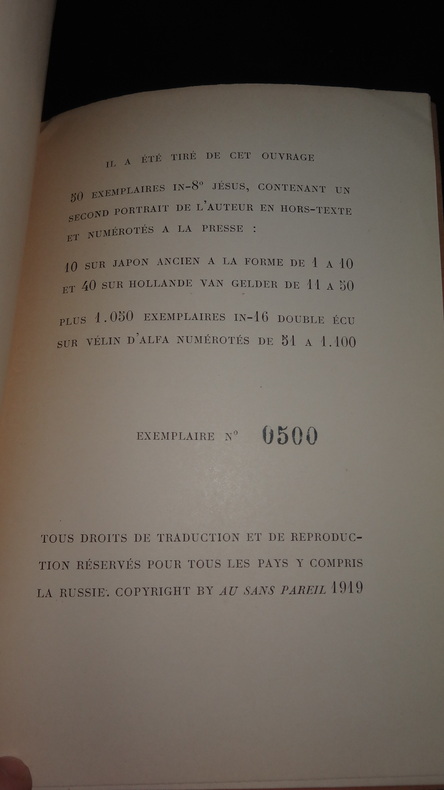 IL A ÉTÉ TIRÉ DE CET OUVRAGE
50 EXEMPLAIRES IN-8º JÉSUS, CONTENANT UN
SECOND PORTRAIT DE L'AUTEUR EN HORS-TEXTE
ET NUMÉROTÉS A LA PRESSE :
10 SUR JAPON ANCIEN A LA FORME DE 1 A 10
ET 40 SUR HOLLANDE VAN GELDER DE 11 A 50
PLUS 1.050 EXEMPLAIRES IN-16 DOUBLE ÉCU
SUR VÉLIN D'ALFA NUMÉROTÉS DE 51 A 1.100
EXEMPLAIRE Nº 0500
TOUS DROITS DE TRADUCTION ET DE REPRODUC-
TION RÉSERVÉS POUR TOUS LES PAYS Y COMPRIS
LA RUSSIE. COPYRIGHT BY AU SANS PAREIL 1919